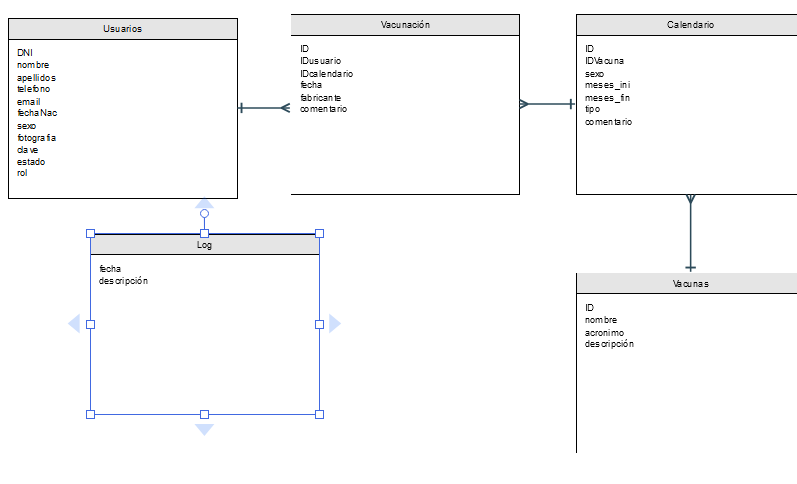 Usuarios
DNI
nombre
apellidos
telefono
email
fechaNac
sexo
fotografia
clave
estado
rol
Vacunación
ID
IDusuario
IDcalendario
fecha
fabricante
comentario
Calendario
ID
IDVacuna
sexo
meses_ini
meses_fin
tipo
comentario
Log
fecha
descripción
Vacunas
ID
nombre
acronimo
descripción